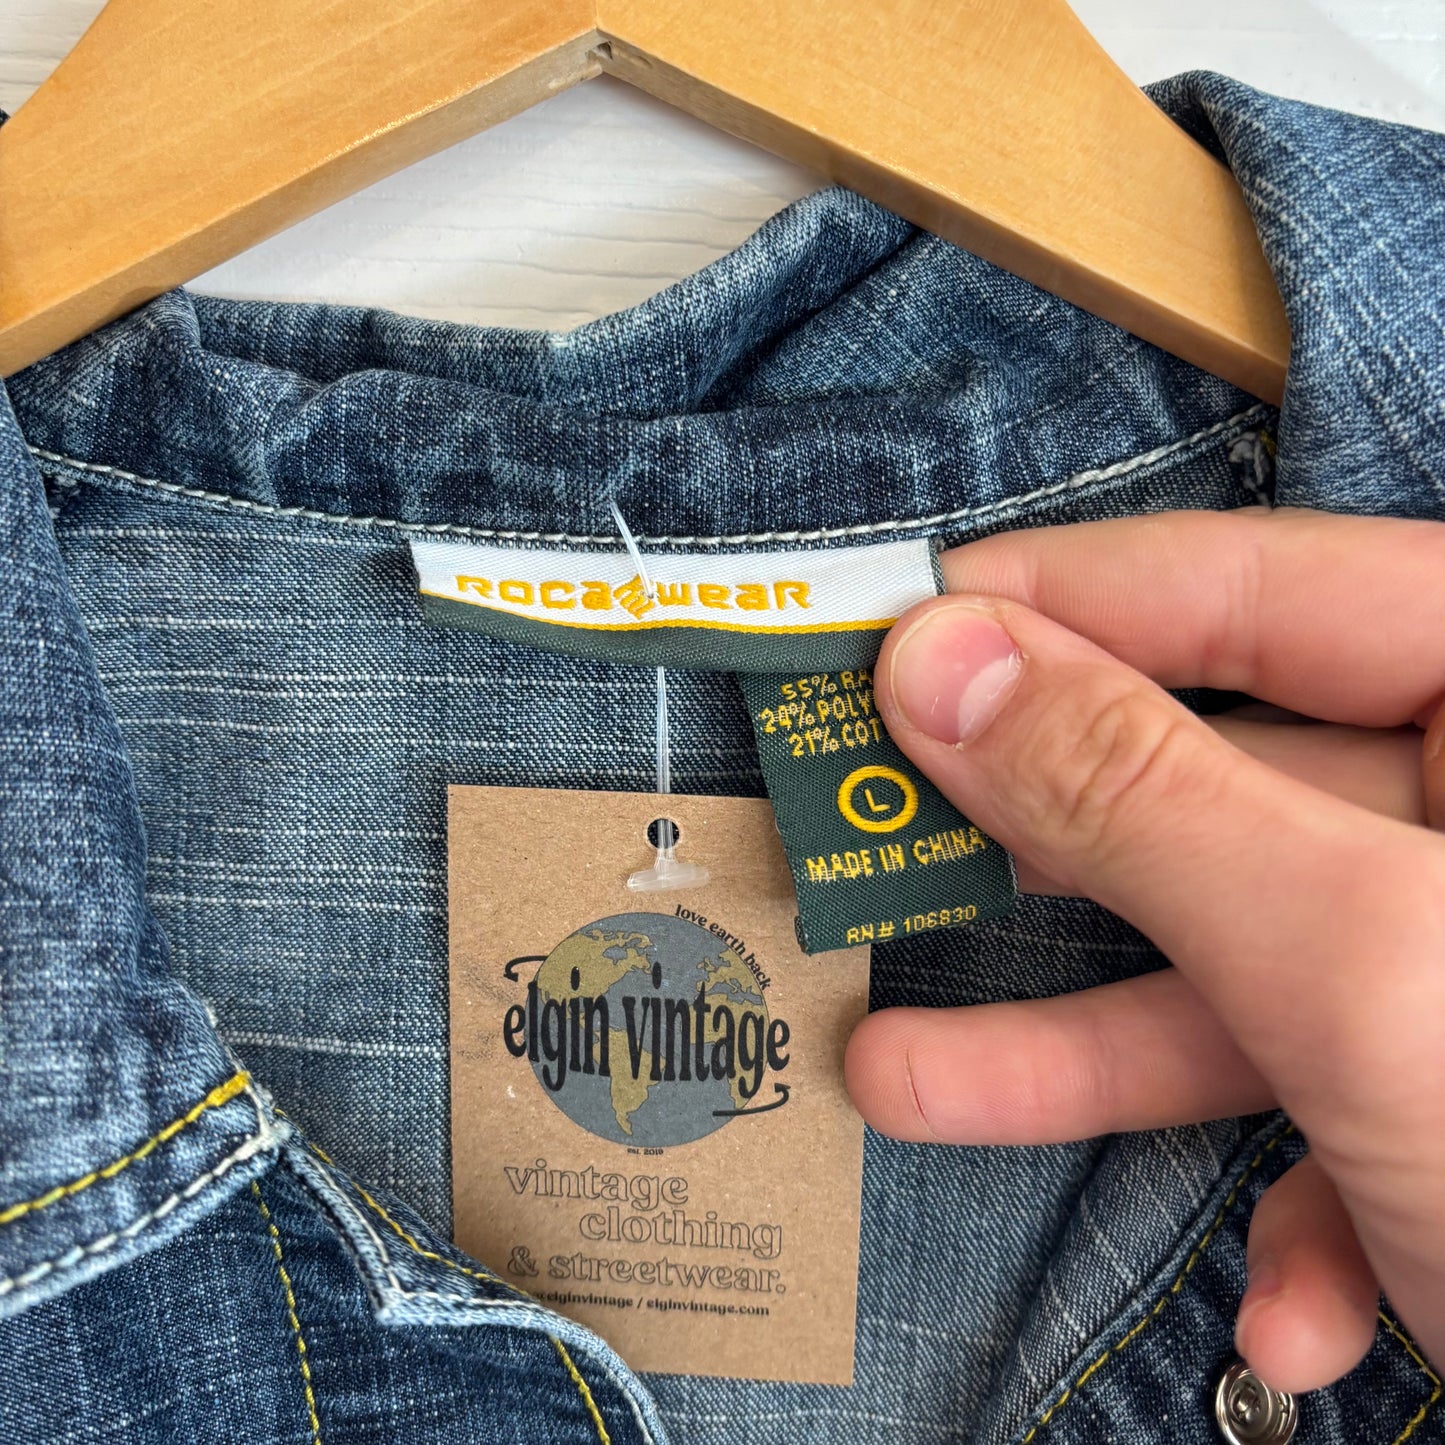 ROCAWEAR
55% RA
24% POLY
21% COT
L
MADE IN CHINA
RN# 106830
love earth back
elgin vintage
est. 2019
vintage
clothing
& streetwear.
elginvintage / elginvintage.com